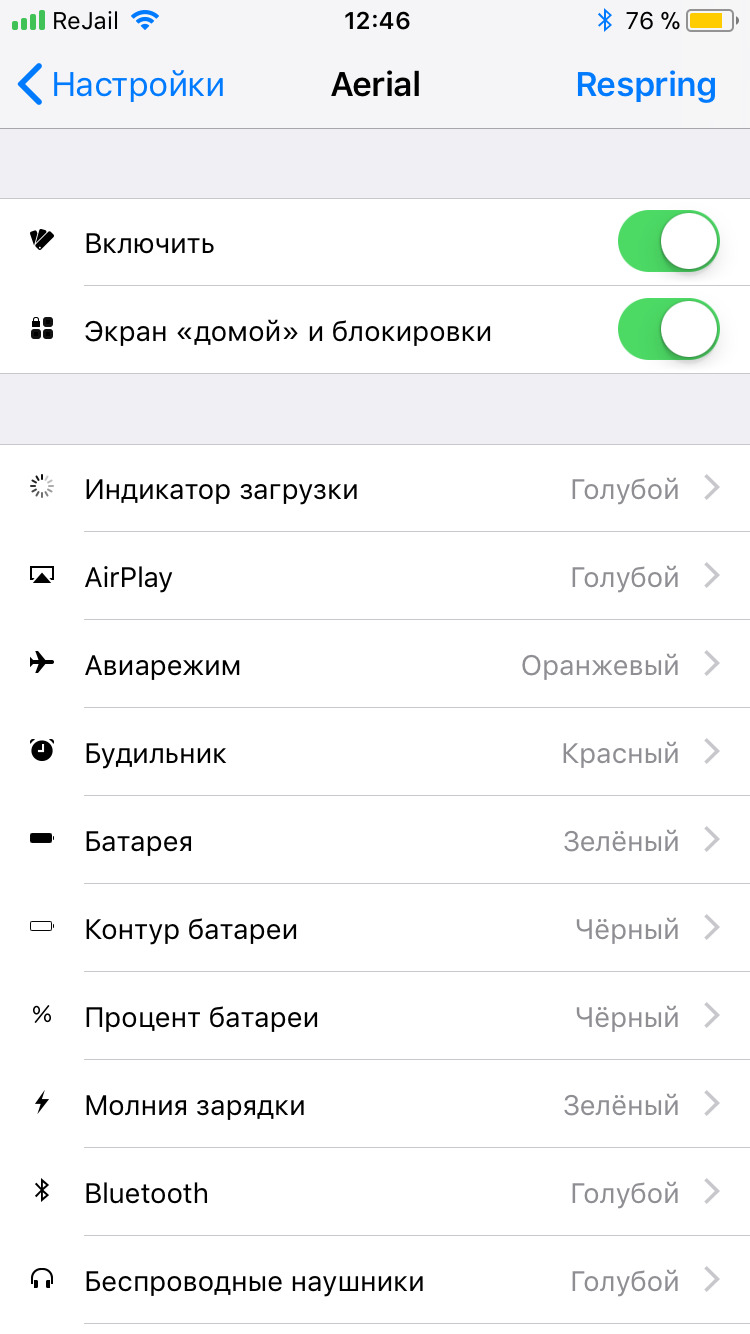 ReJail 12:46 76 %
Настройки Aerial Respring
Включить
Экран «домой» и блокировки
Индикатор загрузки Голубой
AirPlay Голубой
Авиарежим Оранжевый
Будильник Красный
Батарея Зелёный
Контур батареи Чёрный
% Процент батареи Чёрный
Молния зарядки Зелёный
Bluetooth Голубой
Беспроводные наушники Голубой